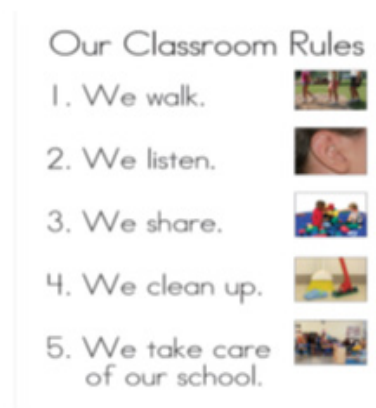 Our Classroom Rules
1. We walk.
2. We listen.
3. We share.
4. We clean up.
5. We take care
of our school.